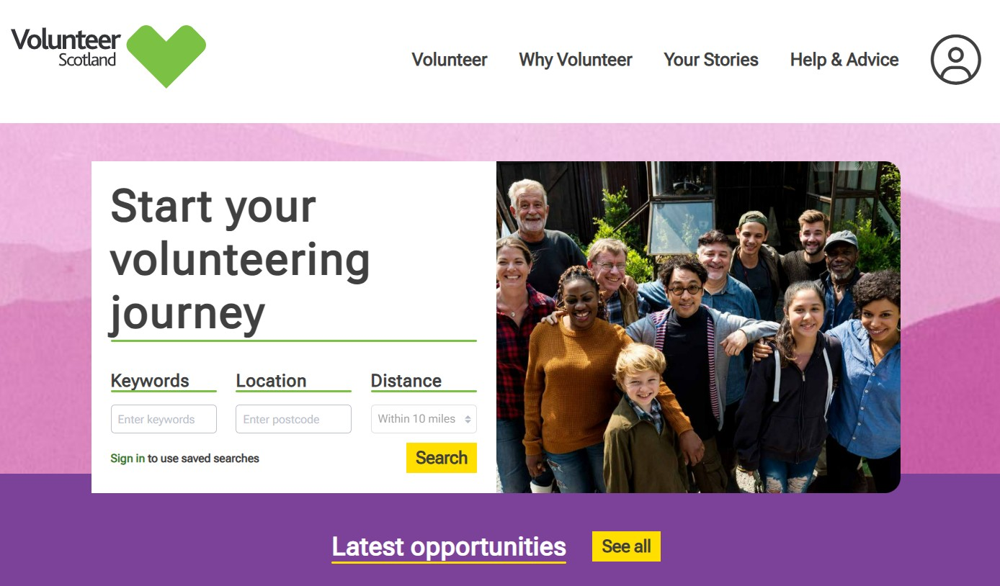 Volunteer
Scotland
Volunteer Why Volunteer Your Stories Help & Advice
Start your
volunteering
journey
Keywords Location Distance
Enter keywords Enter postcode Within 10 miles
Sign in to use saved searches Search
Latest opportunities See all